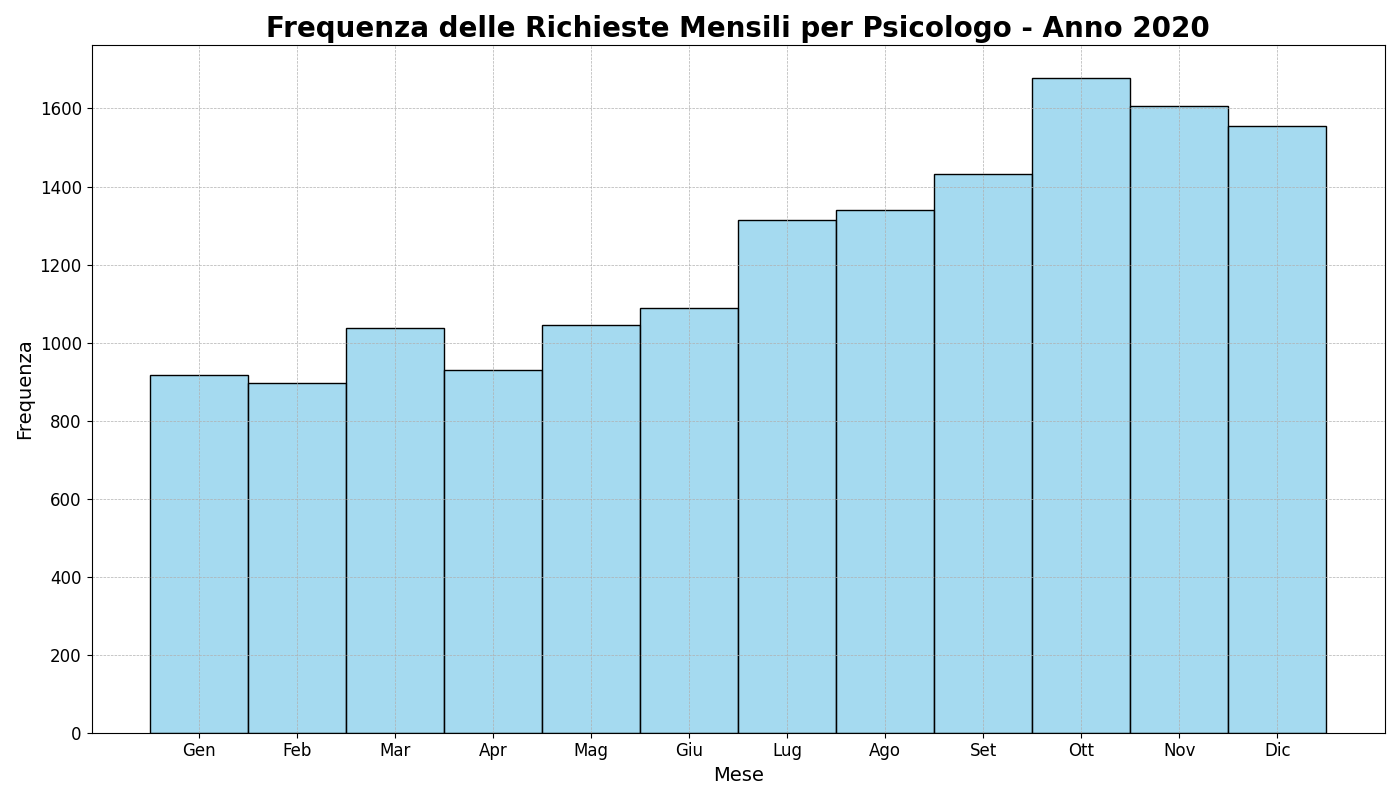 Frequenza delle Richieste Mensili per Psicologo - Anno 2020
Frequenza
1600
1400
1200
1000
800
600
400
200
0
Gen Feb Mar Apr Mag Giu Lug Ago Set Ott Nov Dic
Mese